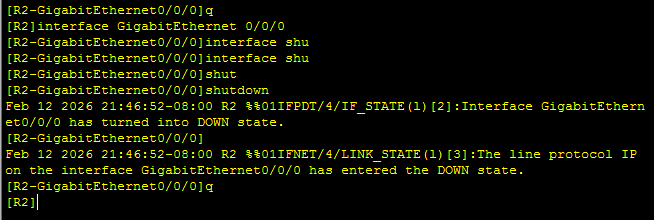 [R2-GigabitEthernet0/0/0]q
[R2]interface GigabitEthernet 0/0/0
[R2-GigabitEthernet0/0/0]interface shu
[R2-GigabitEthernet0/0/0]interface shu
[R2-GigabitEthernet0/0/0]shut
[R2-GigabitEthernet0/0/0]shutdown
Feb 12 2026 21:46:52-08:00 R2 %%01IFPDT/4/IF_STATE(l)[2]:Interface GigabitEthern
et0/0/0 has turned into DOWN state.
[R2-GigabitEthernet0/0/0]
Feb 12 2026 21:46:52-08:00 R2 %%01IFNET/4/LINK_STATE(l)[3]:The line protocol IP
on the interface GigabitEthernet0/0/0 has entered the DOWN state.
[R2-GigabitEthernet0/0/0]q
[R2]